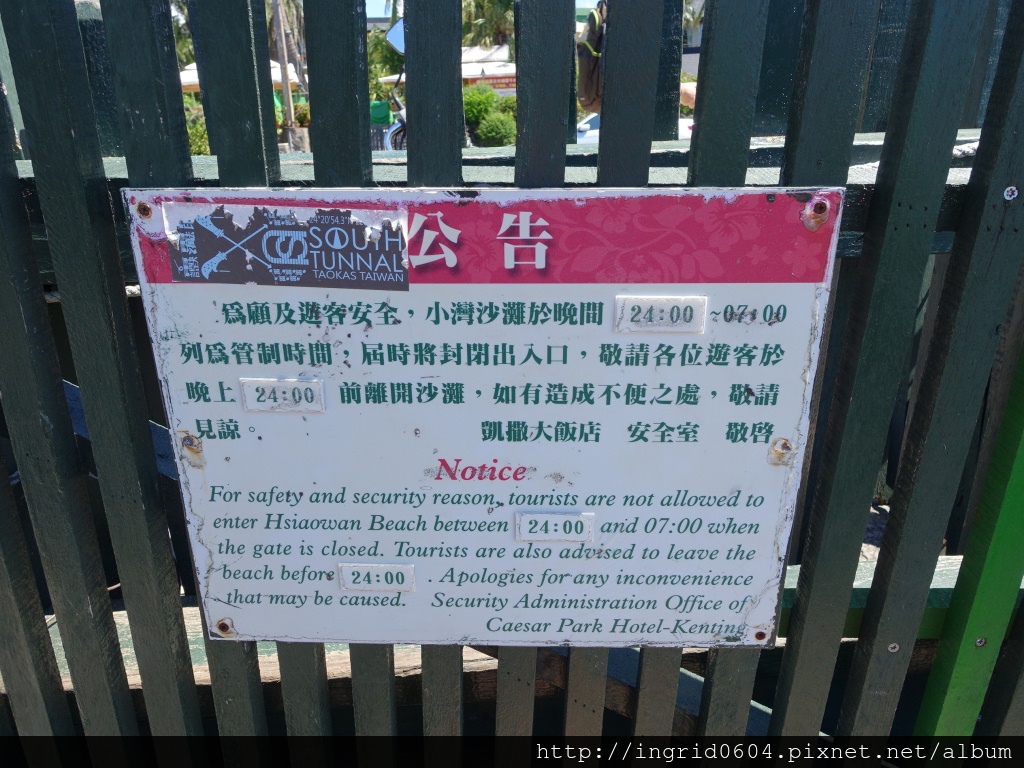 公告
24°20'54.3"N
SOUTH
TUNNAL
TAOKAS TAIWAN
為顧及遊客安全，小灣沙灘於晚間 24:00 ~07:00
列為管制時間；屆時將封閉出入口，敬請各位遊客於
晚上 24:00 前離開沙灘，如有造成不便之處，敬請
見諒。 凱撒大飯店 安全室 敬啓
Notice
For safety and security reason, tourists are not allowed to
enter Hsiaowan Beach between 24:00 and 07:00 when
the gate is closed. Tourists are also advised to leave the
beach before 24:00 . Apologies for any inconvenience
that may be caused. Security Administration Office of
Caesar Park Hotel-Kenting
http://ingrid0604.pixnet.net/album